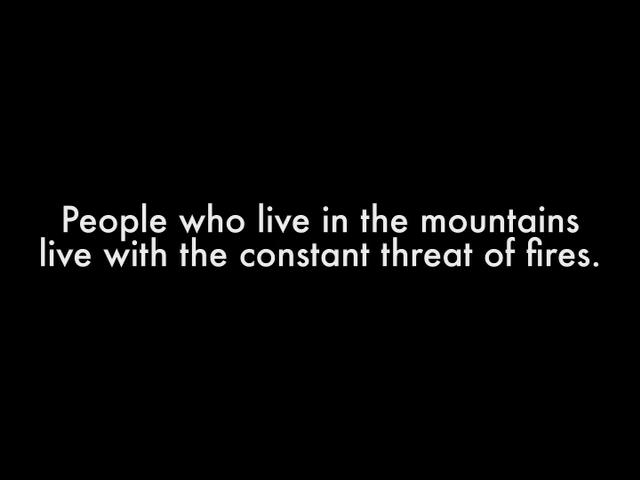 People who live in the mountains
live with the constant threat of fires.